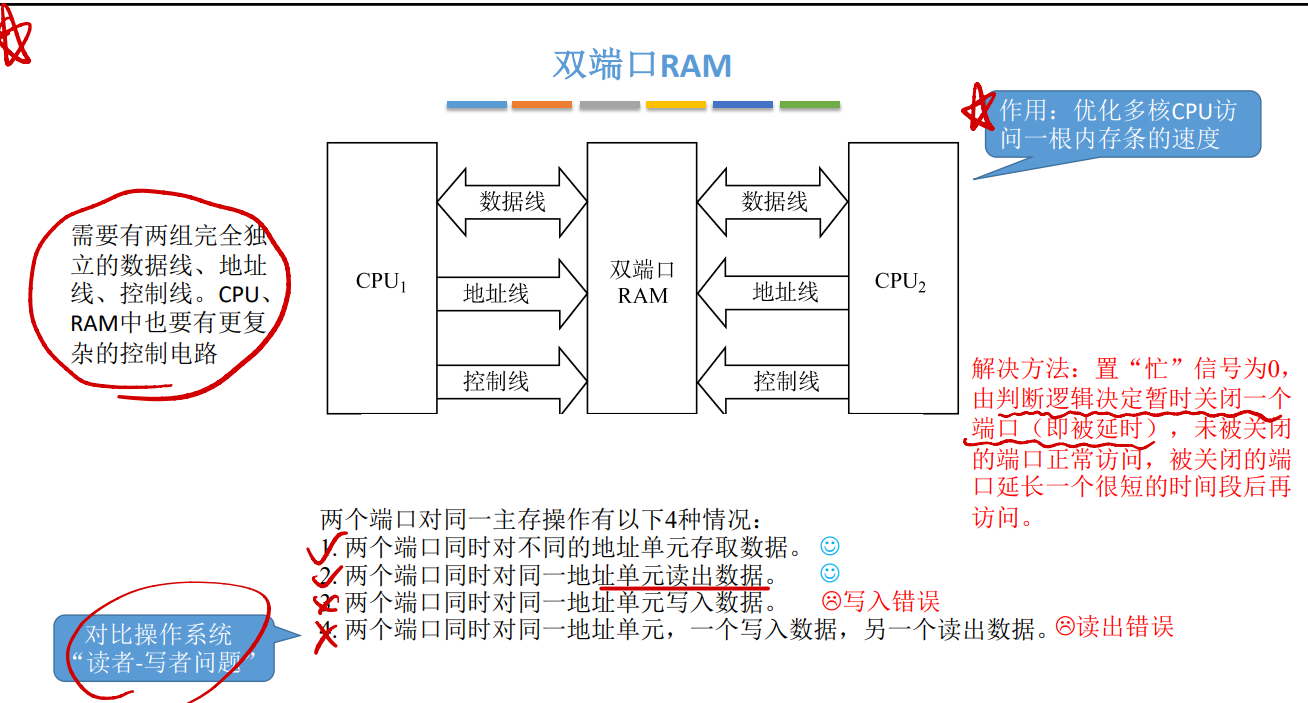 双端口RAM
作用：优化多核CPU访
问一根内存条的速度
需要有两组完全独
立的数据线、地址
线、控制线。CPU、
RAM中也要有更复
杂的控制电路
CPU1
数据线
地址线
控制线
双端口
RAM
数据线
地址线
控制线
CPU2
解决方法：置“忙”信号为0，
由判断逻辑决定暂时关闭一个
端口（即被延时），未被关闭
的端口正常访问，被关闭的端
口延长一个很短的时间段后再
访问。
两个端口对同一主存操作有以下4种情况：
1. 两个端口同时对不同的地址单元存取数据。
2. 两个端口同时对同一地址单元读出数据。
3. 两个端口同时对同一地址单元写入数据。 写入错误
4. 两个端口同时对同一地址单元，一个写入数据，另一个读出数据。 读出错误
对比操作系统
“读者-写者问题”